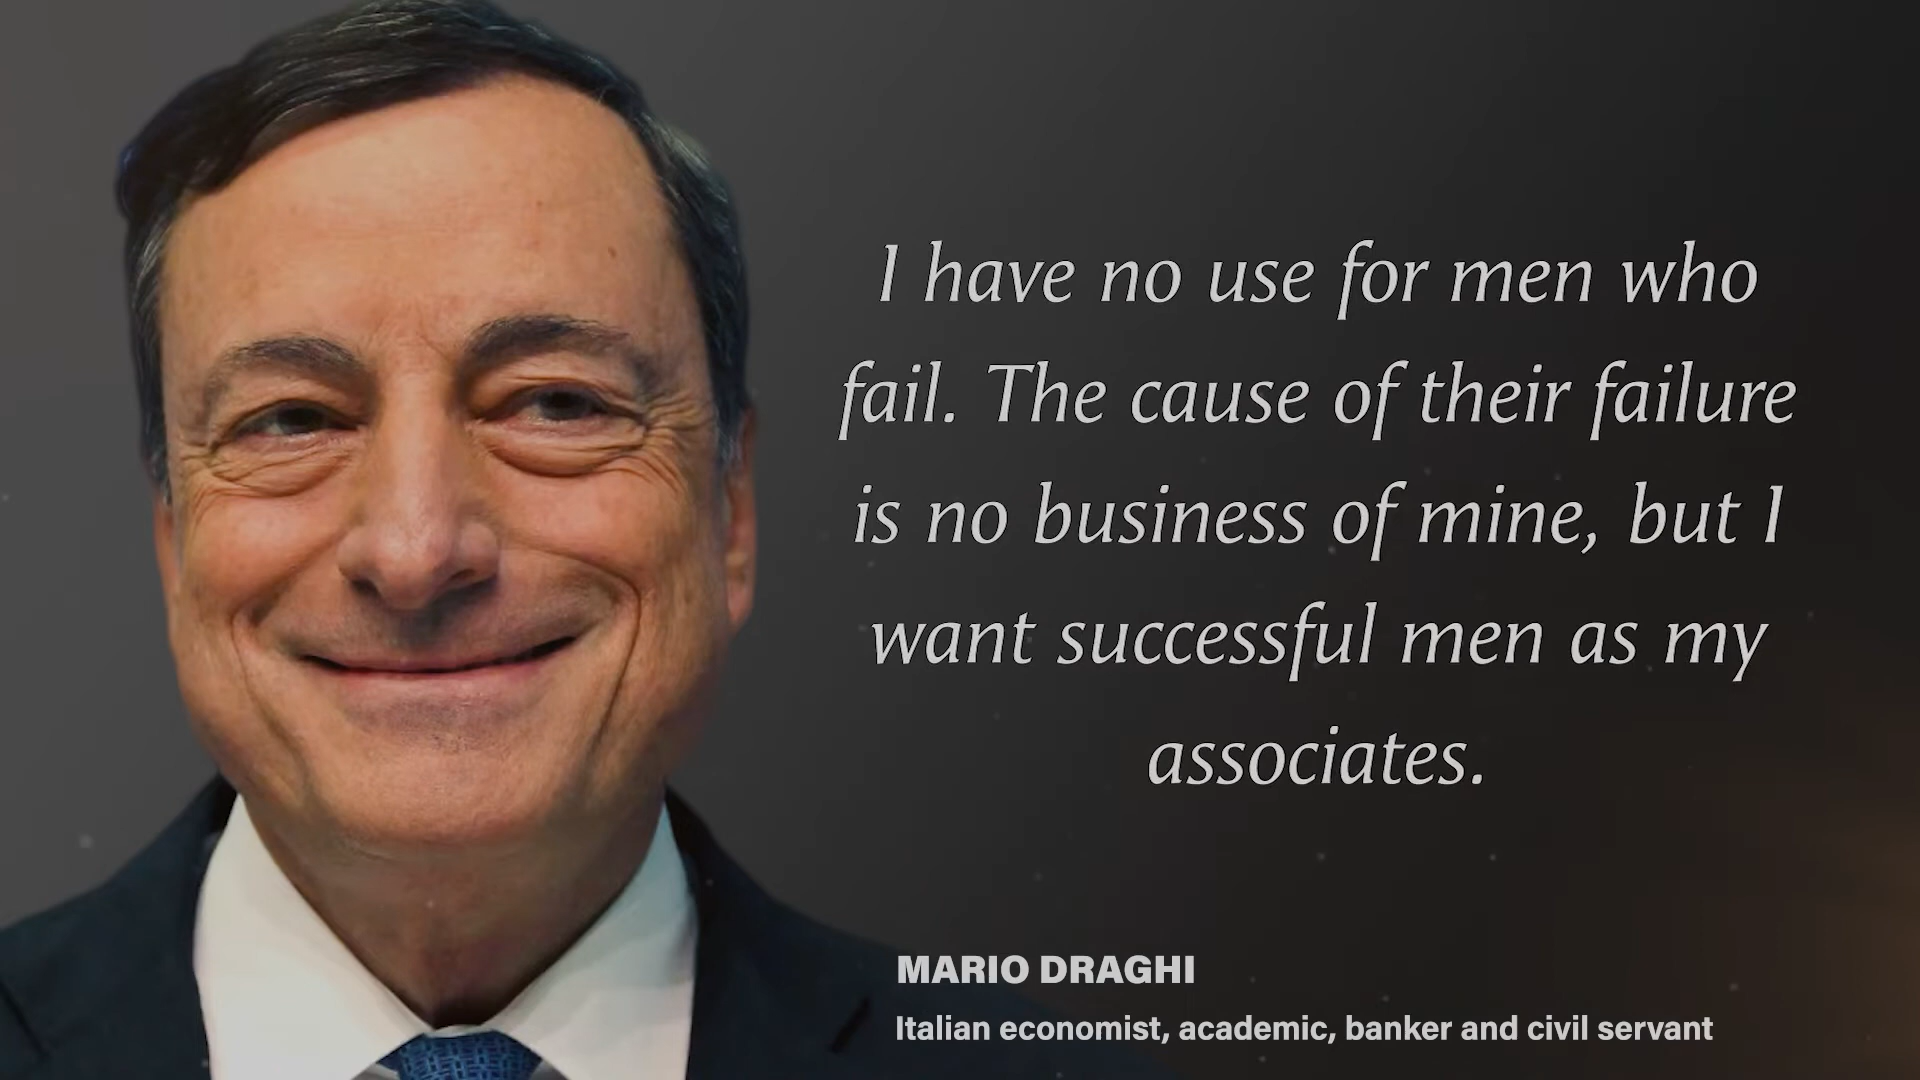 I have no use for men who
fail. The cause of their failure
is no business of mine, but I
want successful men as my
associates.
MARIO DRAGHI
Italian economist, academic, banker and civil servant